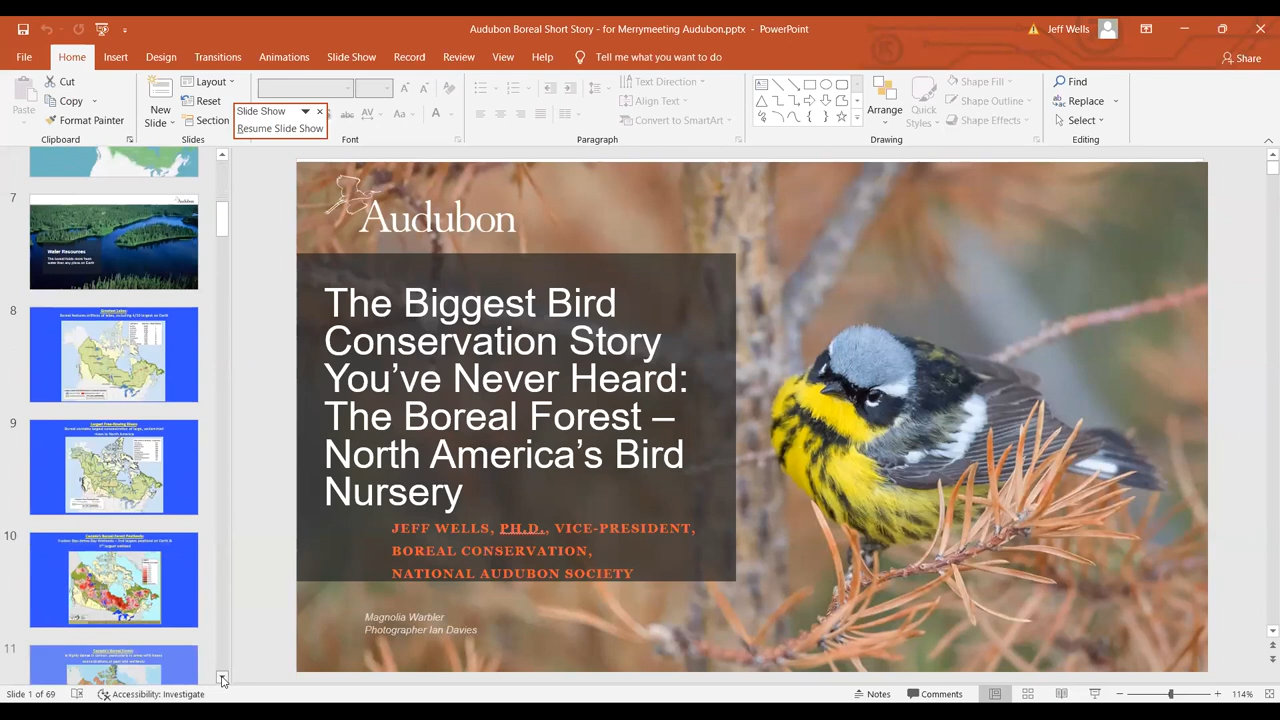 Audubon Boreal Short Story - for Merrymeeting Audubon.pptx - PowerPoint
Jeff Wells
File Home Insert Design Transitions Animations Slide Show Record Review View Help Tell me what you want to do
Share
Paste
Cut
Copy
Format Painter
Clipboard
New
Slide
Layout
Reset
Section
Slides
Slide Show
Resume Slide Show
Font
Text Direction
Align Text
Convert to SmartArt
Paragraph
Arrange
Quick
Styles
Shape Fill
Shape Outline
Shape Effects
Drawing
Find
Replace
Select
Editing
7
Water Resources
8
9
10
11
Audubon
The Biggest Bird
Conservation Story
You've Never Heard:
The Boreal Forest –
North America's Bird
Nursery
JEFF WELLS, PH.D., VICE-PRESIDENT,
BOREAL CONSERVATION,
NATIONAL AUDUBON SOCIETY
Magnolia Warbler
Photographer Ian Davies
Slide 1 of 69
Accessibility: Investigate
Notes
Comments
114%